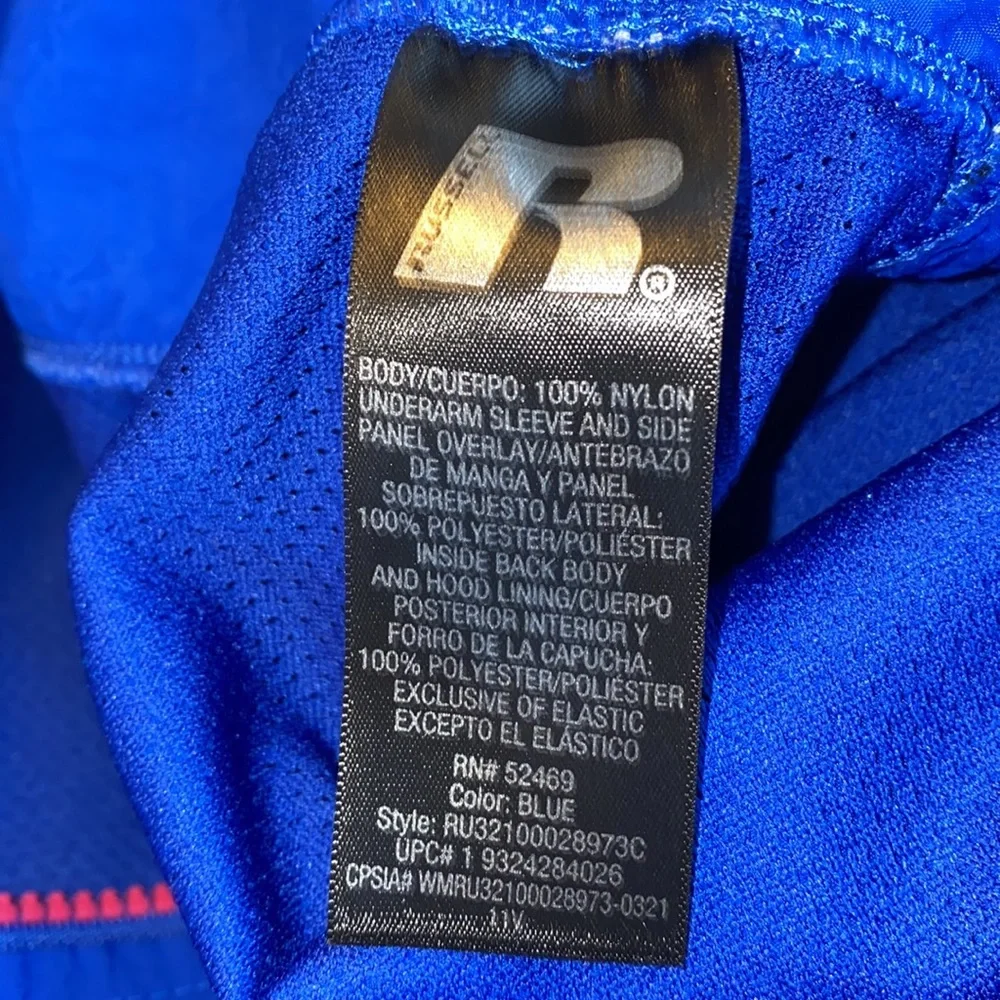 RUSSELL
®
BODY/CUERPO: 100% NYLON
UNDERARM SLEEVE AND SIDE
PANEL OVERLAY/ANTEBRAZO
DE MANGA Y PANEL
SOBREPUESTO LATERAL:
100% POLYESTER/POLIÉSTER
INSIDE BACK BODY
AND HOOD LINING/CUERPO
POSTERIOR INTERIOR Y
FORRO DE LA CAPUCHA:
100% POLYESTER/POLIÉSTER
EXCLUSIVE OF ELASTIC
EXCEPTO EL ELÁSTICO
RN# 52469
Color: BLUE
Style: RU32100028973C
UPC# 1 9324284026
CPSIA# WMRU32100028973-0321
11V